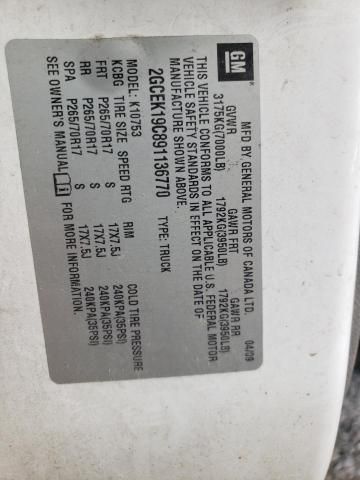 GM
MFD BY GENERAL MOTORS OF CANADA LTD.
04/09
GVWR GAWR FRT GAWR RR
3175KG(7000LB) 1792KG(3950LB) 1792KG(3950LB)
THIS VEHICLE CONFORMS TO ALL APPLICABLE U.S. FEDERAL MOTOR
VEHICLE SAFETY STANDARDS IN EFFECT ON THE DATE OF
MANUFACTURE SHOWN ABOVE.
2GCEK19C891136770 TYPE: TRUCK
MODEL: K10753
KCBG TIRE SIZE SPEED RTG RIM COLD TIRE PRESSURE
FRT P265/70R17 S 17X7.5J 240KPA(35PSI)
RR P265/70R17 S 17X7.5J 240KPA(35PSI)
SPA P265/70R17 S 17X7.5J 240KPA(35PSI)
SEE OWNER'S MANUAL FOR MORE INFORMATION.